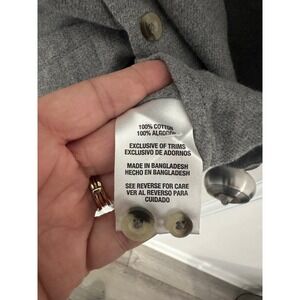 100% COTTON
100% ALGODÓN
EXCLUSIVE OF TRIMS
EXCLUSIVO DE ADORNOS
MADE IN BANGLADESH
HECHO EN BANGLADESH
SEE REVERSE FOR CARE
VER AL REVERSO PARA
CUIDADO